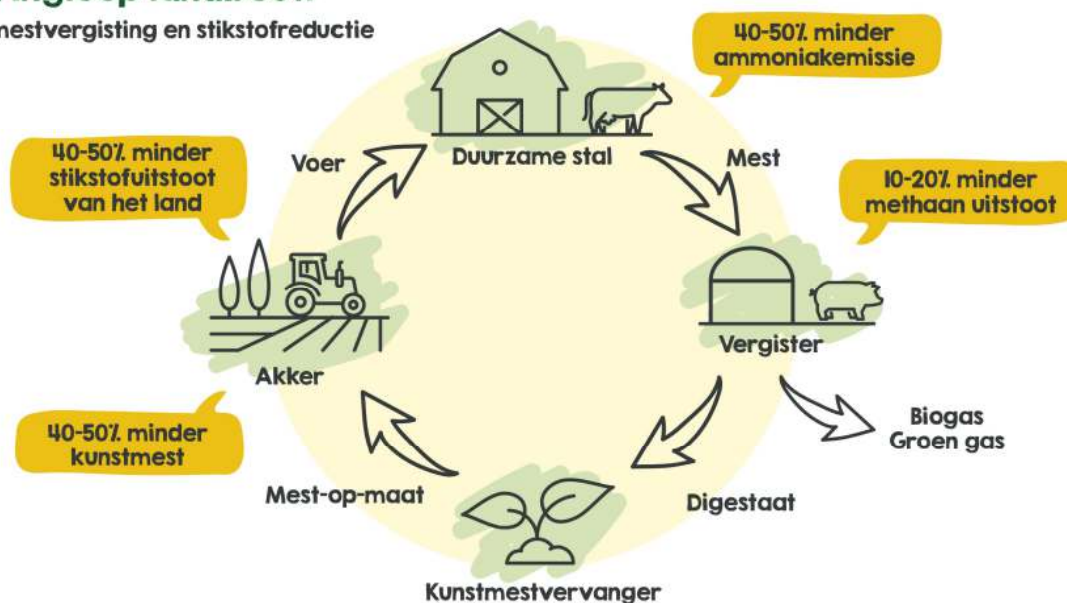 mestvergisting en stikstofreductie
40-50% minder
ammoniakemissie
40-50% minder
stikstofuitstoot
van het land
Voer
Duurzame stal
Mest
10-20% minder
methaan uitstoot
Vergister
Akker
Biogas
Groen gas
40-50% minder
kunstmest
Mest-op-maat
Digestaat
Kunstmestvervanger